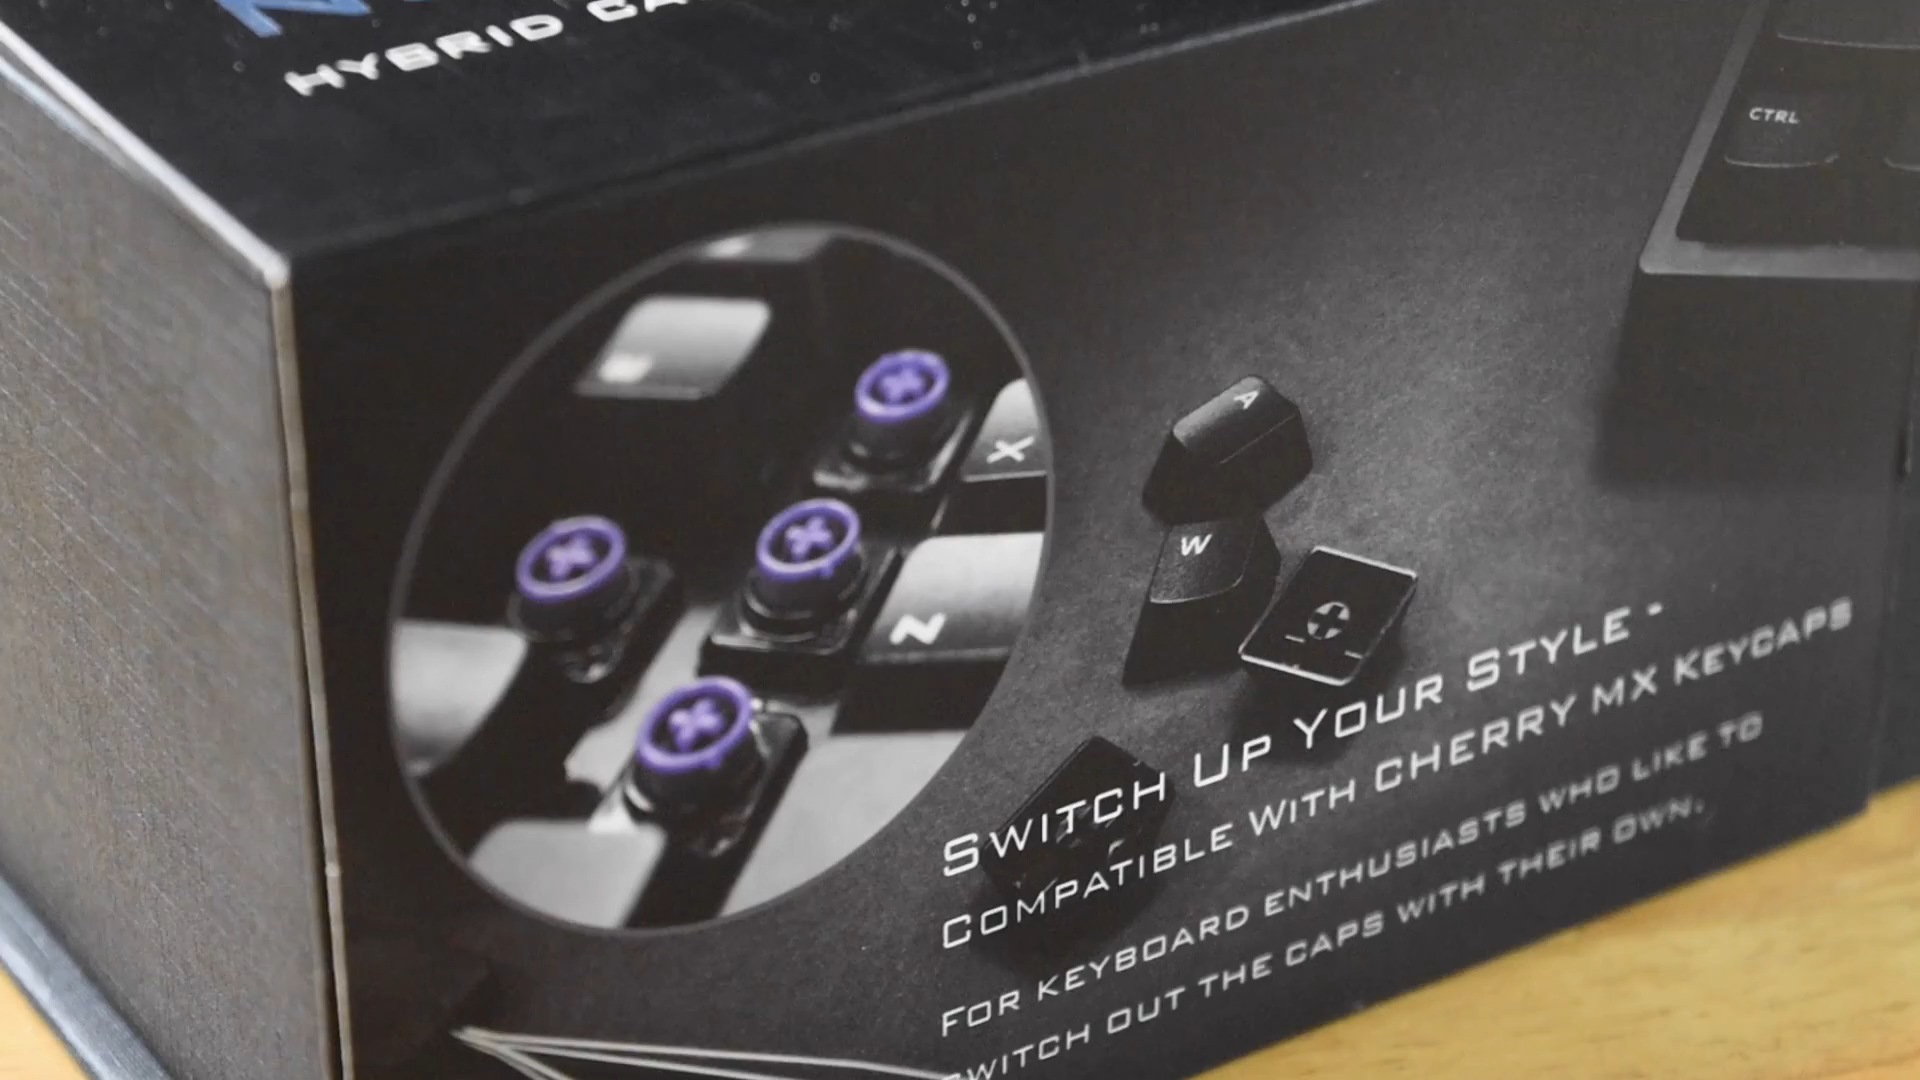 HYBRID
CTRL
A
X
W
N
SWITCH UP YOUR STYLE -
COMPATIBLE WITH CHERRY MX KEYCAPS
FOR KEYBOARD ENTHUSIASTS WHO LIKE TO
SWITCH OUT THE CAPS WITH THEIR OWN.